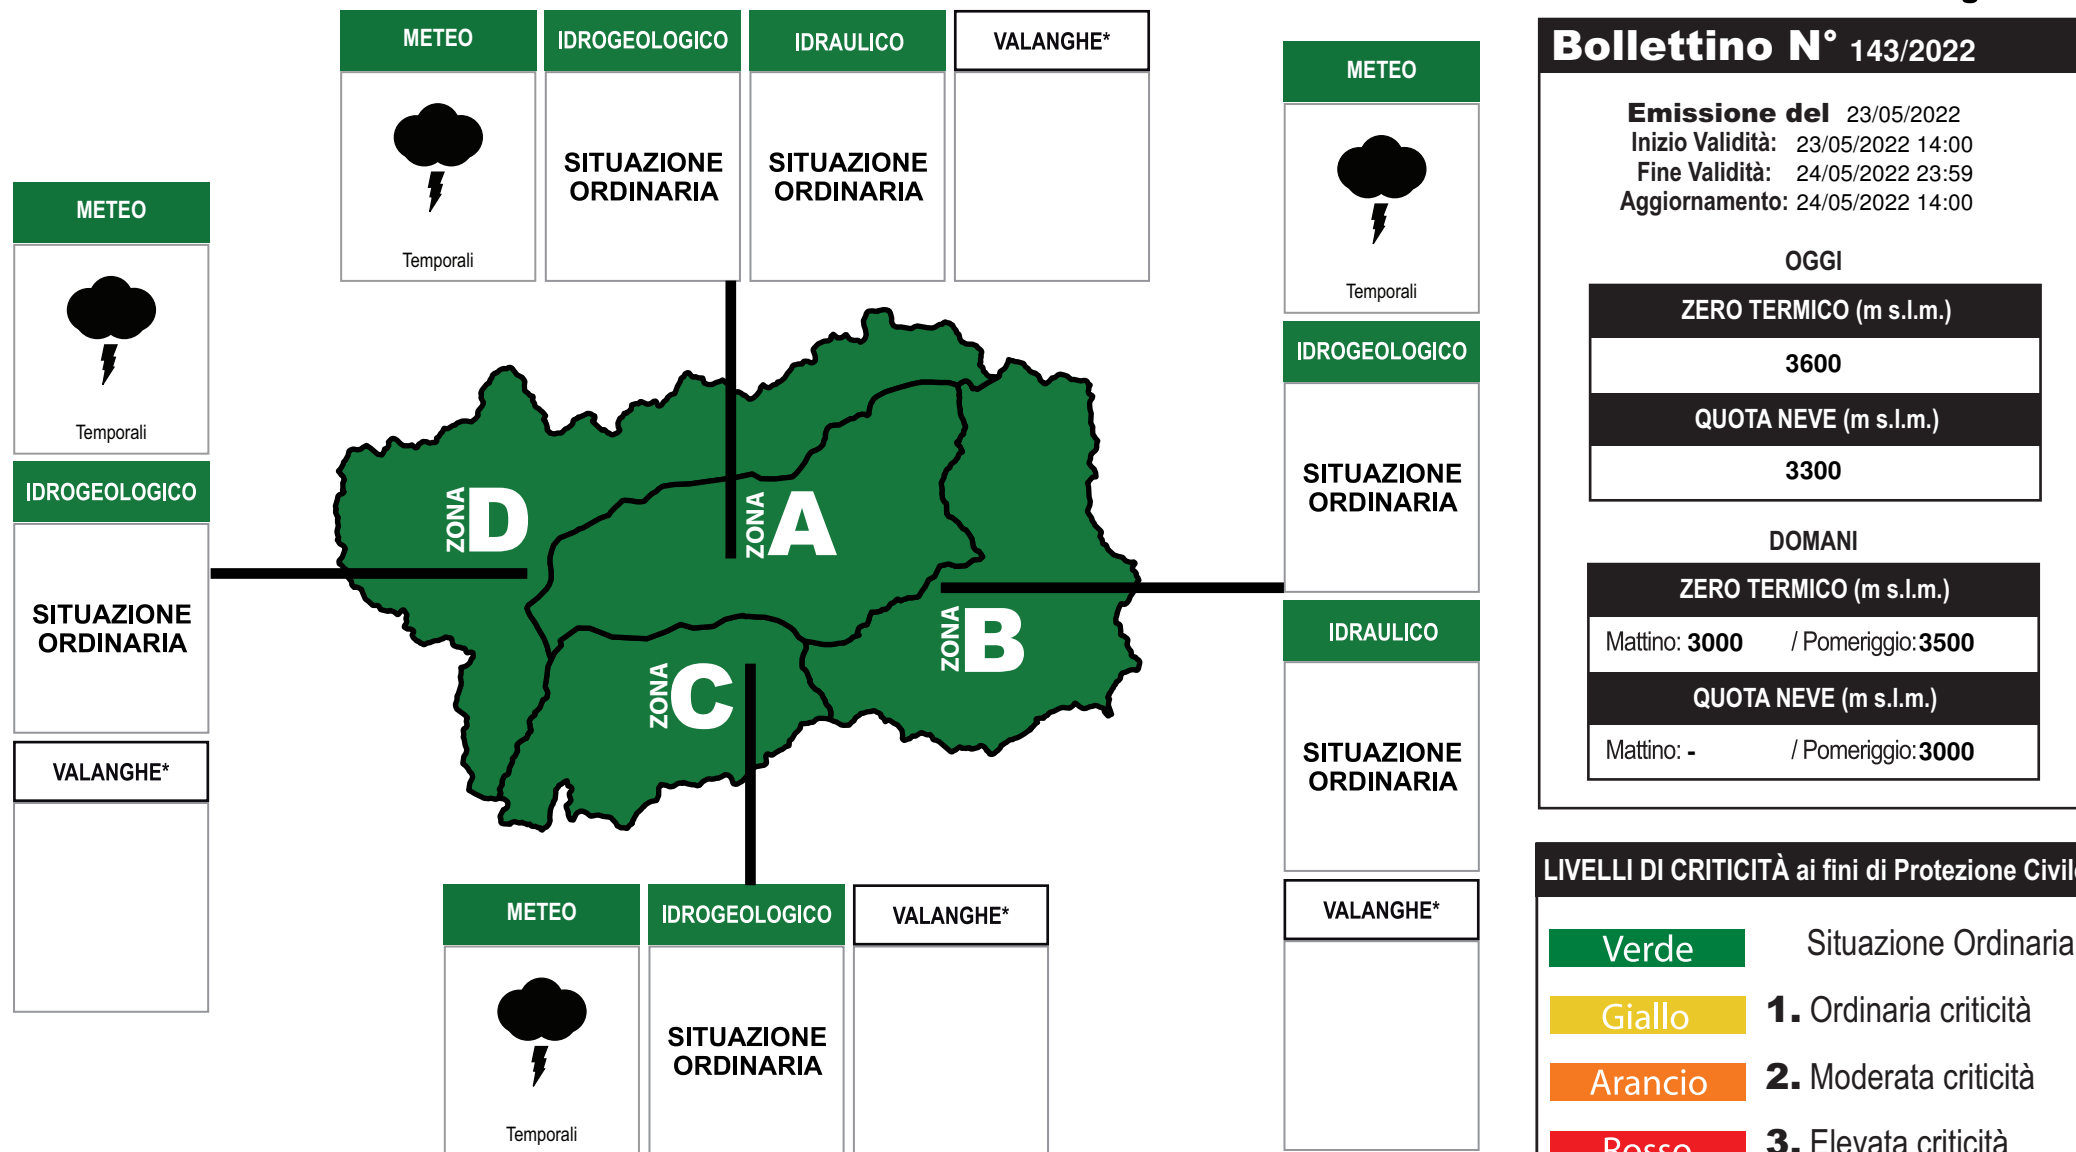 METEO
IDROGEOLOGICO
IDRAULICO
VALANGHE*
Temporali
SITUAZIONE
ORDINARIA
SITUAZIONE
ORDINARIA
METEO
Temporali
IDROGEOLOGICO
SITUAZIONE
ORDINARIA
VALANGHE*
METEO
Temporali
IDROGEOLOGICO
SITUAZIONE
ORDINARIA
IDRAULICO
SITUAZIONE
ORDINARIA
VALANGHE*
ZONA D
ZONA A
ZONA B
ZONA C
METEO
IDROGEOLOGICO
VALANGHE*
Temporali
SITUAZIONE
ORDINARIA
Bollettino N° 143/2022
Emissione del 23/05/2022
Inizio Validità: 23/05/2022 14:00
Fine Validità: 24/05/2022 23:59
Aggiornamento: 24/05/2022 14:00
OGGI
ZERO TERMICO (m s.l.m.)
3600
QUOTA NEVE (m s.l.m.)
3300
DOMANI
ZERO TERMICO (m s.l.m.)
Mattino: 3000 / Pomeriggio: 3500
QUOTA NEVE (m s.l.m.)
Mattino: - / Pomeriggio: 3000
LIVELLI DI CRITICITÀ ai fini di Protezione Civile
Verde Situazione Ordinaria
Giallo 1. Ordinaria criticità
Arancio 2. Moderata criticità
Rosso 3. Elevata criticità